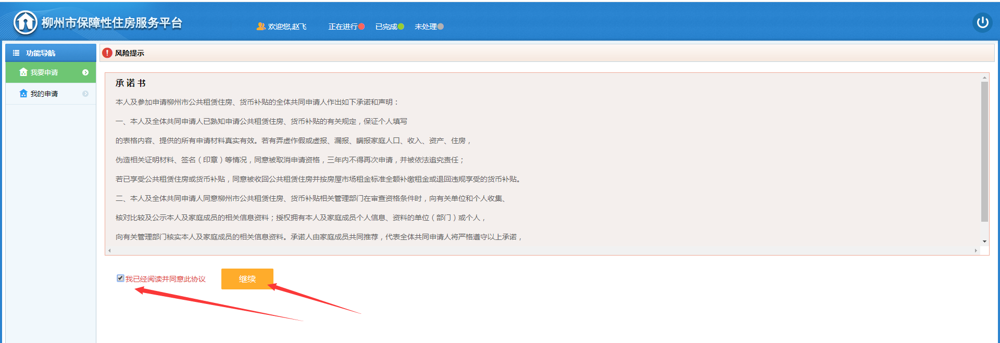 柳州市保障性住房服务平台
欢迎您,赵飞 正在进行 已完成 未处理
功能导航
我要申请
我的申请
风险提示
承 诺 书
本人及参加申请柳州市公共租赁住房、货币补贴的全体共同申请人作出如下承诺和声明：
一、本人及全体共同申请人已熟知申请公共租赁住房、货币补贴的有关规定，保证个人填写
的表格内容、提供的所有申请材料真实有效。若有弄虚作假或虚报、漏报、瞒报家庭人口、收入、资产、住房，
伪造相关证明材料、签名（印章）等情况，同意被取消申请资格，三年内不得再次申请，并被依法追究责任；
若已享受公共租赁住房或货币补贴，同意被收回公共租赁住房并按房屋市场租金标准全额补缴租金或退回违规享受的货币补贴。
二、本人及全体共同申请人同意柳州市公共租赁住房、货币补贴相关管理部门在审查资格条件时，向有关单位和个人收集、
核对比较及公示本人及家庭成员的相关信息资料；授权拥有本人及家庭成员个人信息、资料的单位（部门）或个人，
向有关管理部门核实本人及家庭成员的相关信息资料。承诺人由家庭成员共同推荐，代表全体共同申请人将严格遵守以上承诺，
我已经阅读并同意此协议
继续